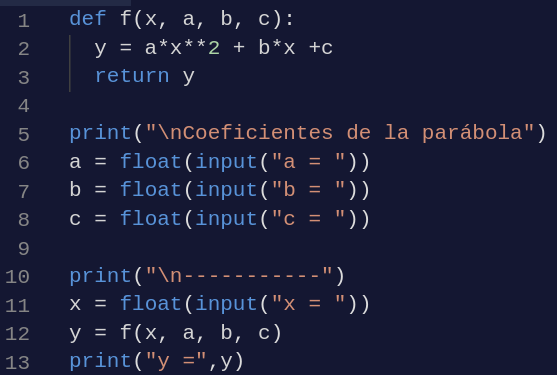 1 def f(x, a, b, c):
2   y = a*x**2 + b*x +c
3   return y
4
5 print("\nCoeficientes de la parábola")
6 a = float(input("a = "))
7 b = float(input("b = "))
8 c = float(input("c = "))
9
10 print("\n-----------")
11 x = float(input("x = "))
12 y = f(x, a, b, c)
13 print("y =",y)